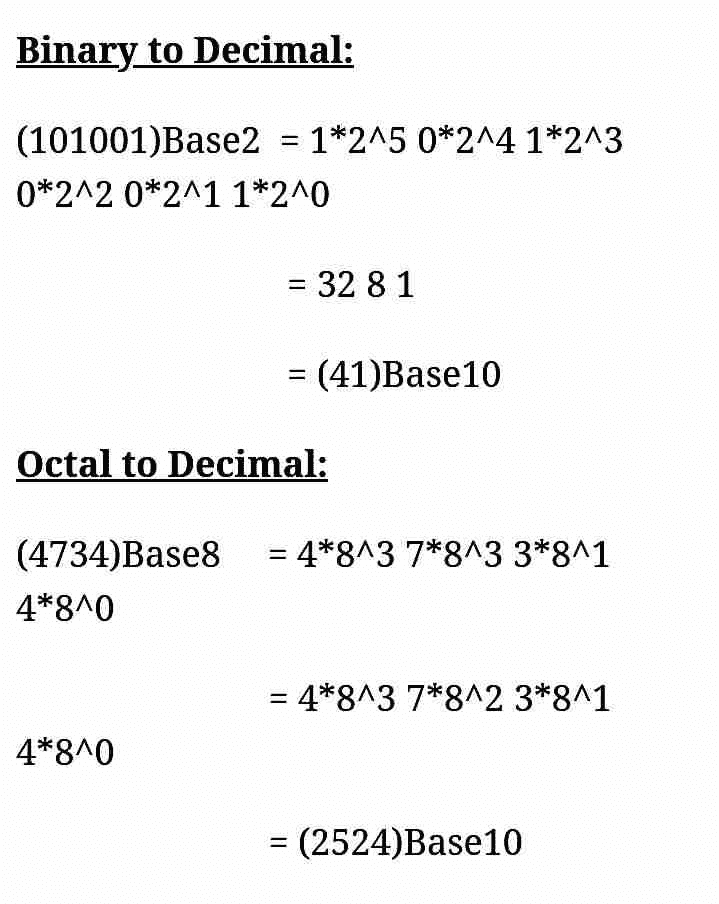 Binary to Decimal:
(101001)Base2 = 1*2^5 0*2^4 1*2^3
0*2^2 0*2^1 1*2^0
= 32 8 1
= (41)Base10
Octal to Decimal:
(4734)Base8 = 4*8^3 7*8^3 3*8^1
4*8^0
= 4*8^3 7*8^2 3*8^1
4*8^0
= (2524)Base10